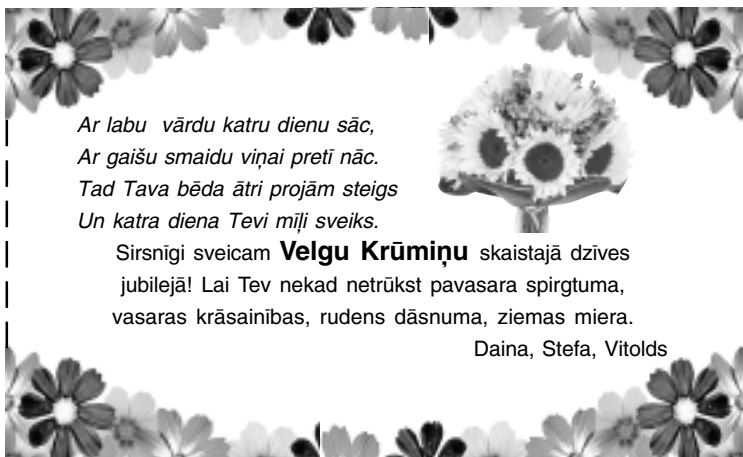 Ar labu vārdu katru dienu sāc,
Ar gaišu smaidu viņai pretī nāc.
Tad Tava bēda ātri projām steigs
Un katra diena Tevi mīļi sveiks.
Sirsnīgi sveicam Velgu Krūmiņu skaistajā dzīves
jubilejā! Lai Tev nekad netrūkst pavasara spirgtuma,
vasaras krāsainības, rudens dāsnuma, ziemas miera.
Daina, Stefa, Vitolds